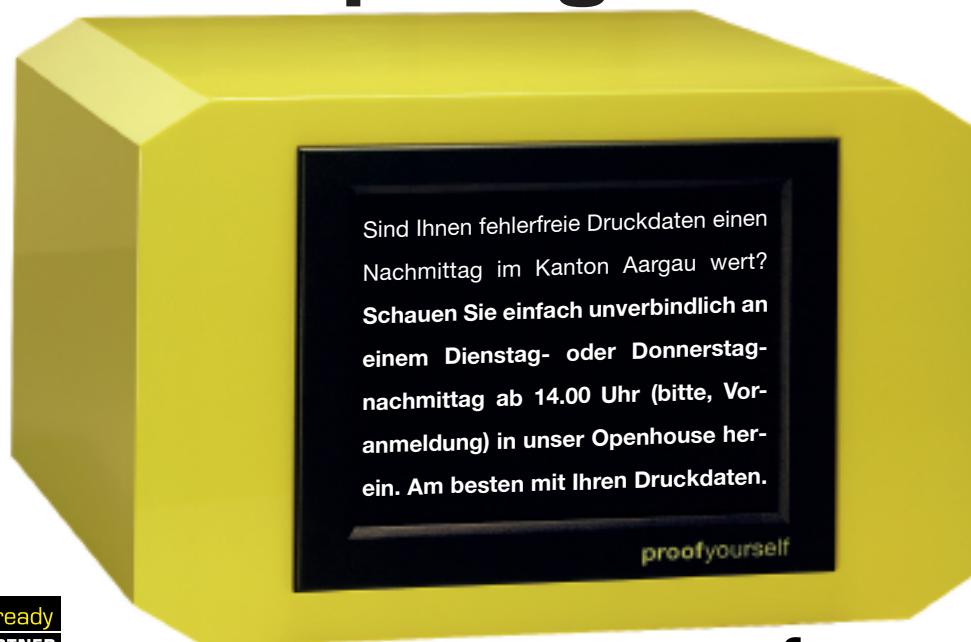 Sind Ihnen fehlerfreie Druckdaten einen
Nachmittag im Kanton Aargau wert?
Schauen Sie einfach unverbindlich an
einem Dienstag- oder Donnerstag-
nachmittag ab 14.00 Uhr (bitte, Vor-
anmeldung) in unser Openhouse her-
ein. Am besten mit Ihren Druckdaten.
proofyourself
ready